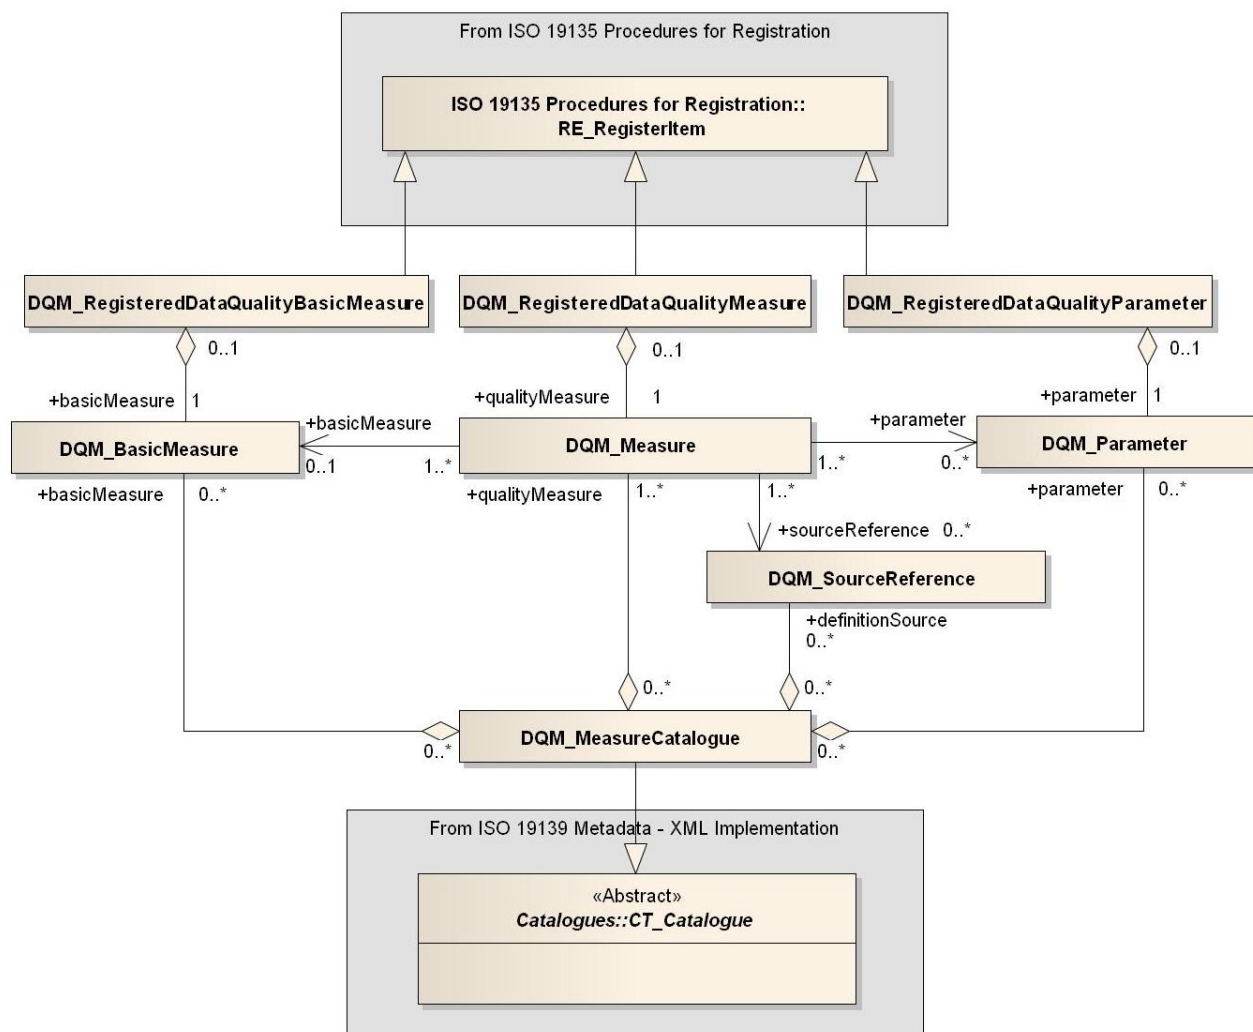 From ISO 19135 Procedures for Registration
ISO 19135 Procedures for Registration::
RE_RegisterItem
DQM_RegisteredDataQualityBasicMeasure
DQM_RegisteredDataQualityMeasure
DQM_RegisteredDataQualityParameter
0..1
0..1
0..1
+basicMeasure
1
+qualityMeasure
1
+parameter
1
DQM_BasicMeasure
+basicMeasure
0..1
1..*
DQM_Measure
+parameter
1..*
0..*
DQM_Parameter
+basicMeasure
0..*
+qualityMeasure
1..*
1..*
+parameter
0..*
+sourceReference
0..*
DQM_SourceReference
+definitionSource
0..*
0..*
0..*
DQM_MeasureCatalogue
0..*
0..*
From ISO 19139 Metadata - XML Implementation
«Abstract»
Catalogues::CT_Catalogue